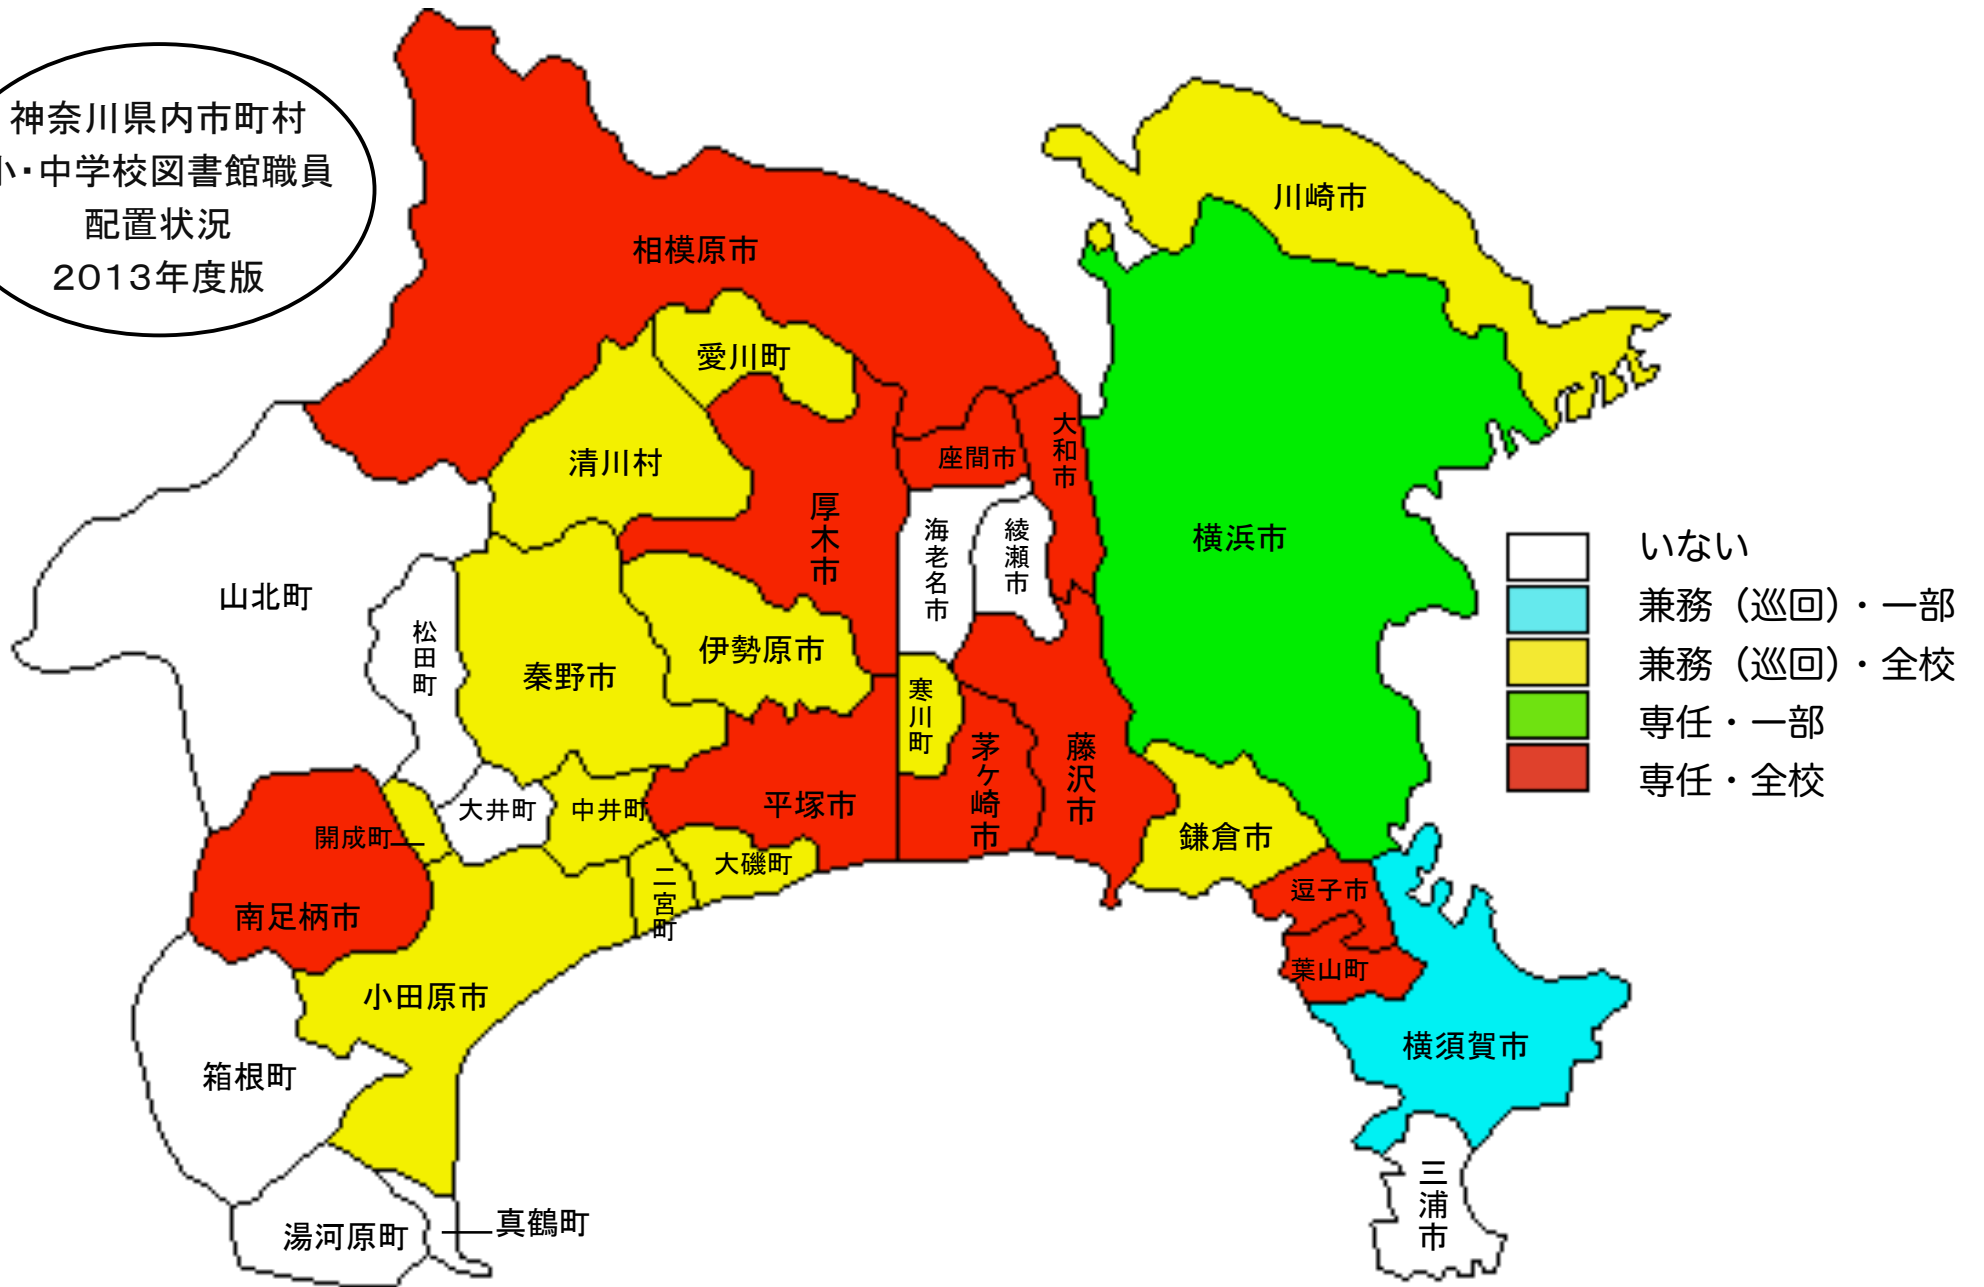 神奈川県内市町村
小・中学校図書館職員
配置状況
2013年度版
川崎市
相模原市
愛川町
清川村
座間市
大和市
厚木市
海老名市
綾瀬市
横浜市
山北町
松田町
秦野市
伊勢原市
寒川町
茅ケ崎市
藤沢市
大井町
中井町
平塚市
開成町
大磯町
二宮町
鎌倉市
逗子市
南足柄市
葉山町
小田原市
横須賀市
箱根町
三浦市
湯河原町
真鶴町
いない
兼務（巡回）・一部
兼務（巡回）・全校
専任・一部
専任・全校